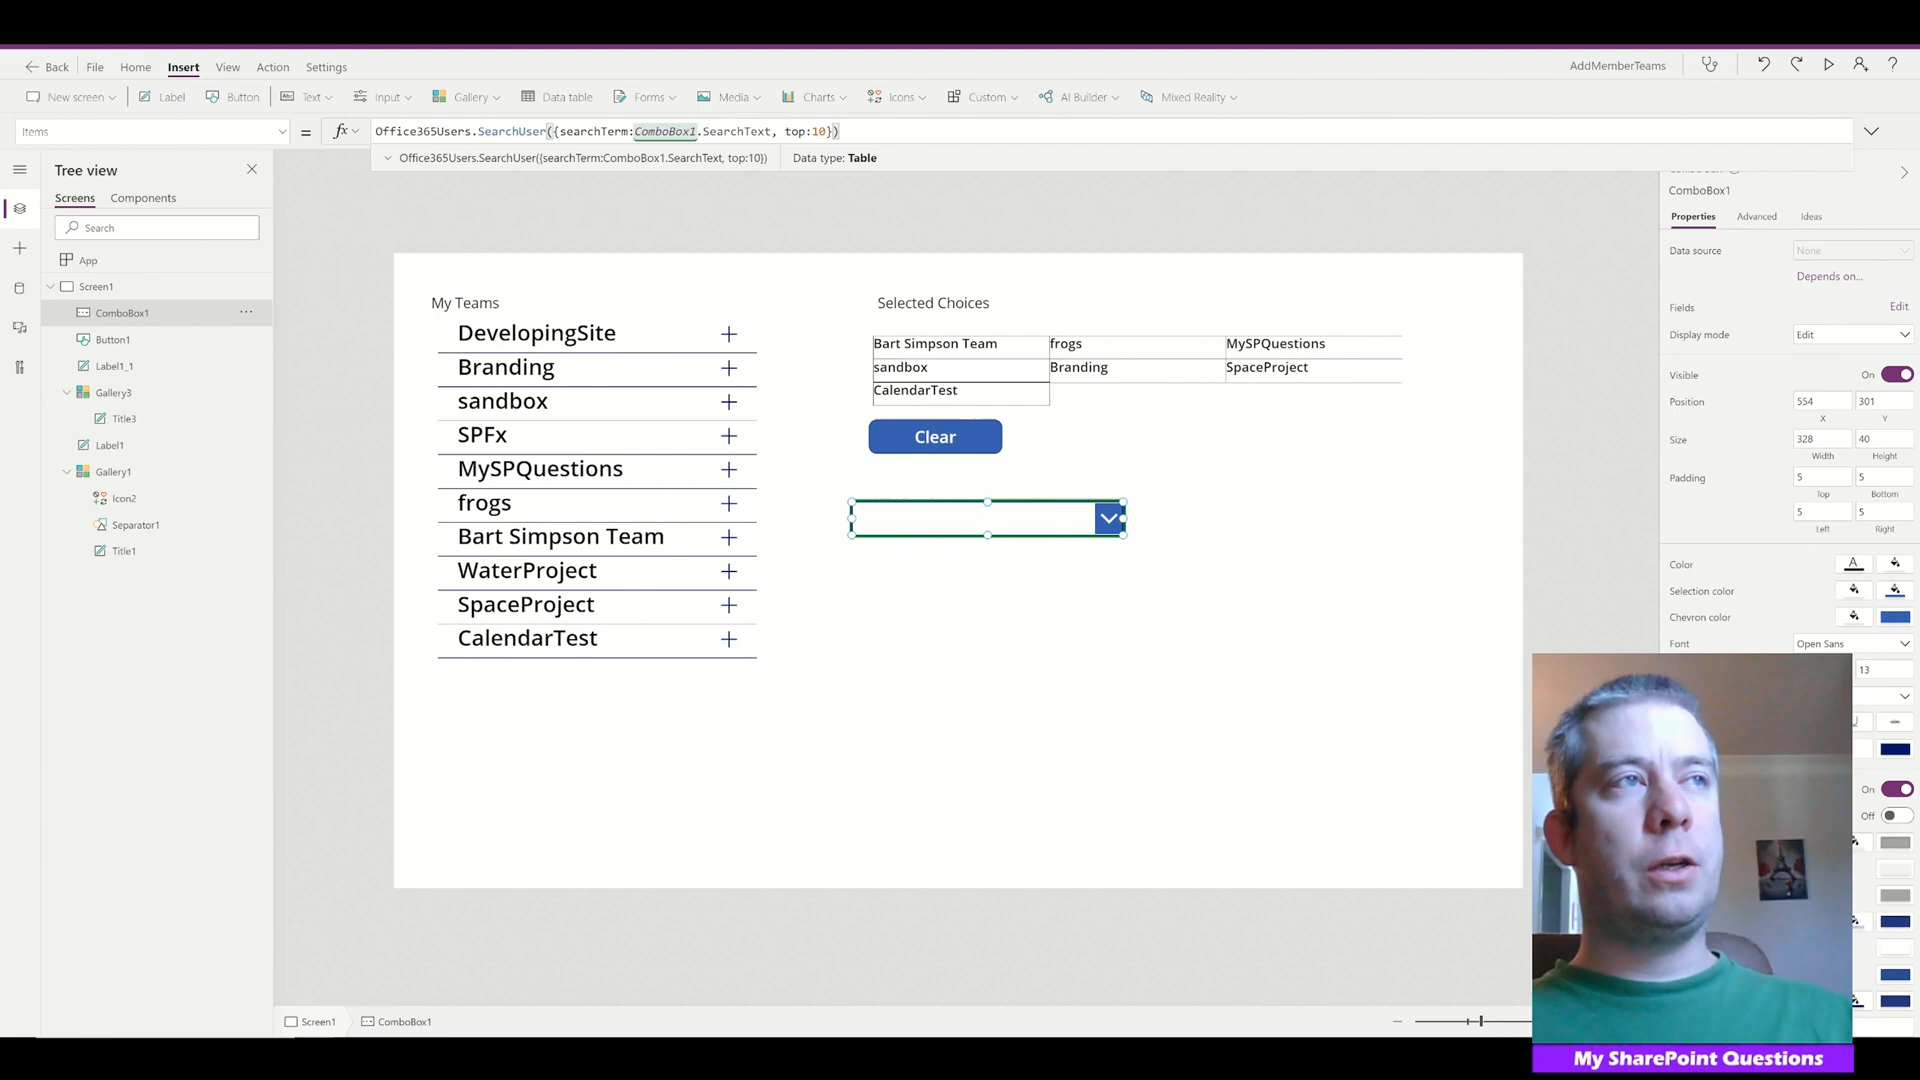 Back File Home Insert View Action Settings AddMemberTeams
New screen Label Button Text Input Gallery Data table Forms Media Charts Icons Custom AI Builder Mixed Reality
Items = fx Office365Users.SearchUser({searchTerm:ComboBox1.SearchText, top:10})
Office365Users.SearchUser({searchTerm:ComboBox1.SearchText, top:10}) Data type: Table
Tree view
Screens Components
Search
App
Screen1
ComboBox1
Button1
Label1_1
Gallery3
Title3
Label1
Gallery1
Icon2
Separator1
Title1
My Teams
DevelopingSite
Branding
sandbox
SPFx
MySPQuestions
frogs
Bart Simpson Team
WaterProject
SpaceProject
CalendarTest
Selected Choices
Bart Simpson Team frogs MySPQuestions
sandbox Branding SpaceProject
CalendarTest
Clear
ComboBox1
Properties Advanced Ideas
Data source None
Depends on...
Fields Edit
Display mode Edit
Visible On
Position 554 301
X Y
Size 328 40
Width Height
Padding 5 5
Top Bottom
5 5
Left Right
Color A
Selection color
Chevron color
Font Open Sans
13
On
Off
Screen1 ComboBox1
My SharePoint Questions